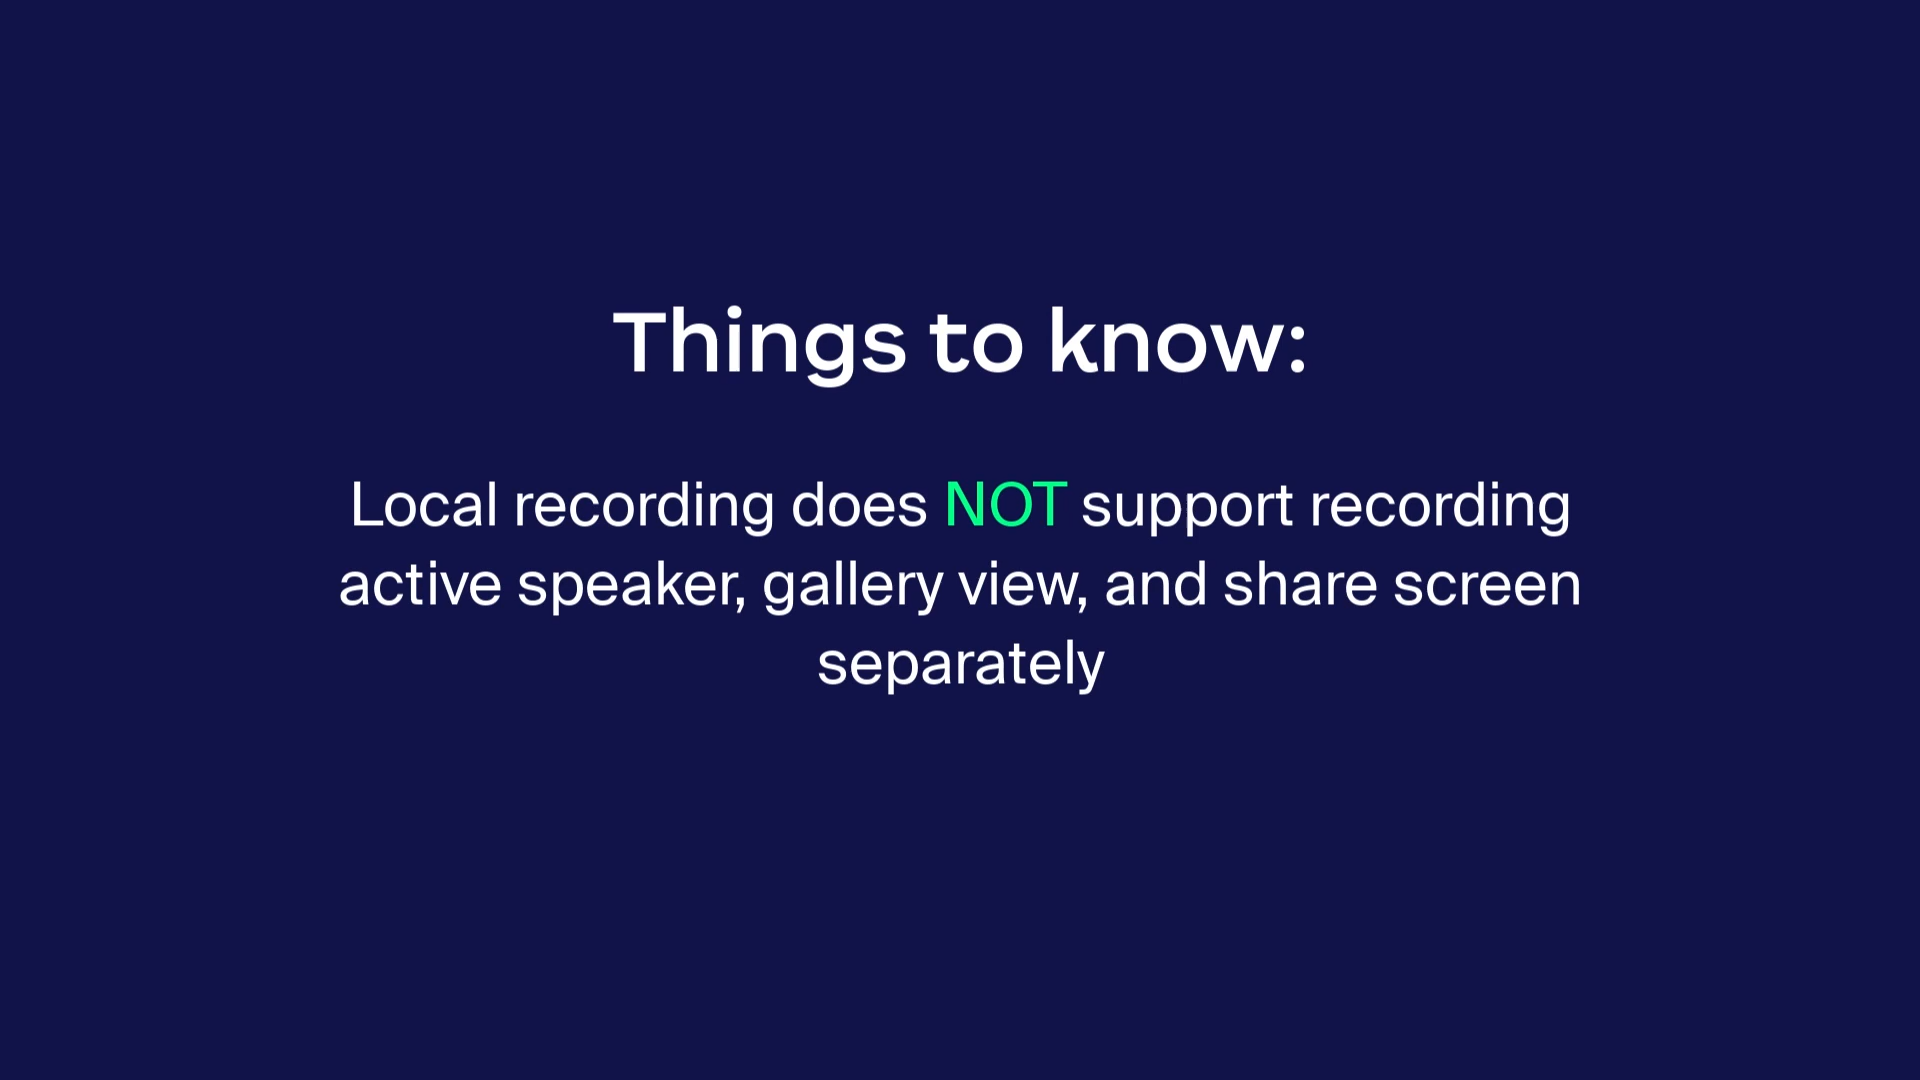 Things to know:
Local recording does NOT support recording
active speaker, gallery view, and share screen
separately